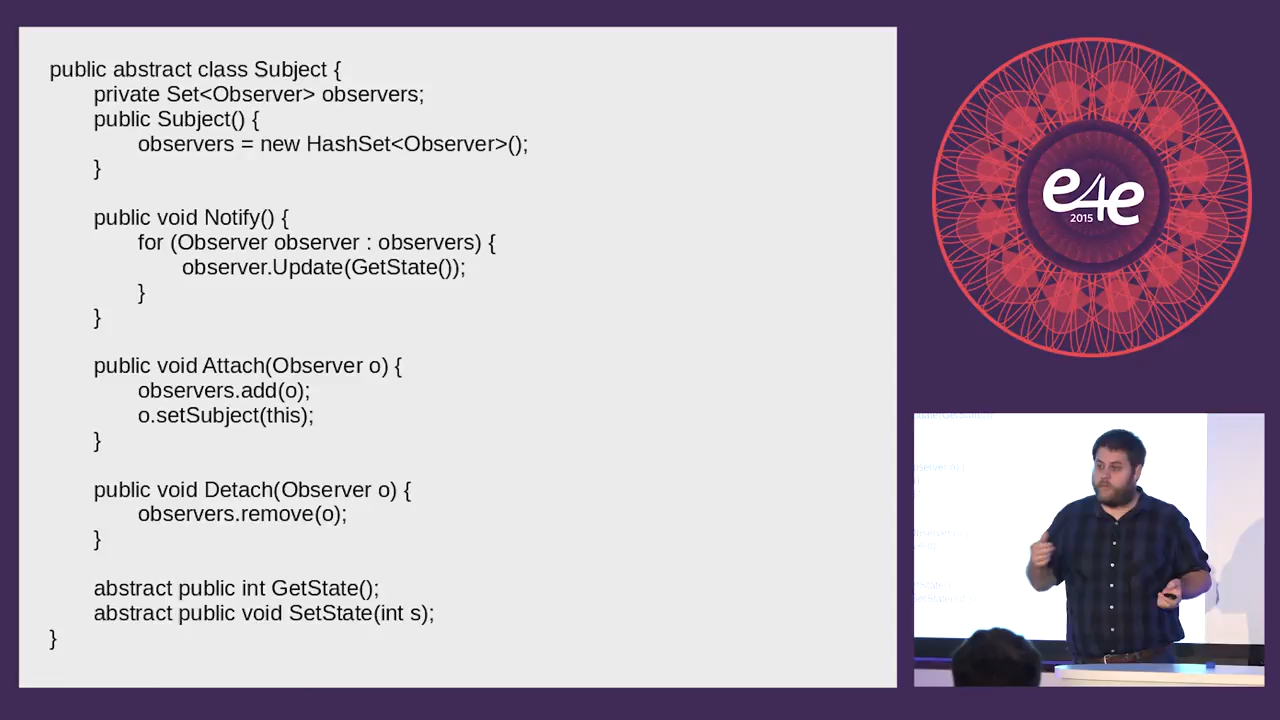 public abstract class Subject {
private Set<Observer> observers;
public Subject() {
observers = new HashSet<Observer>();
}
public void Notify() {
for (Observer observer : observers) {
observer.Update(GetState());
}
}
public void Attach(Observer o) {
observers.add(o);
o.setSubject(this);
}
public void Detach(Observer o) {
observers.remove(o);
}
abstract public int GetState();
abstract public void SetState(int s);
}
e4e
2015